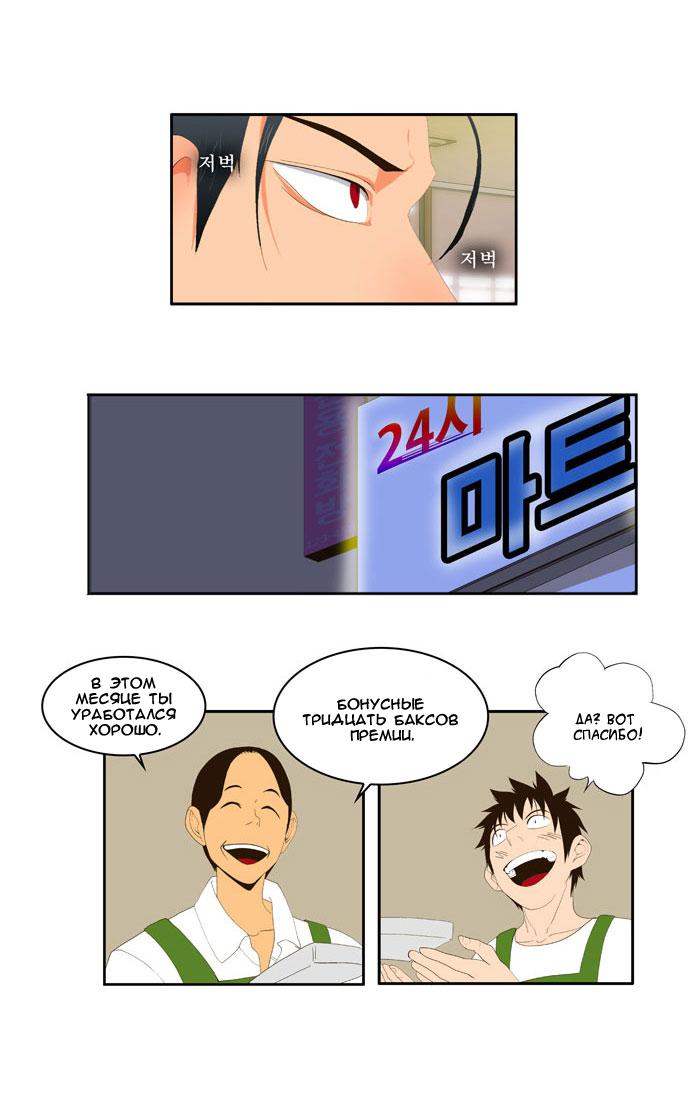 저벅
저벅
24시
마트
В ЭТОМ
МЕСЯЦЕ ТЫ
УРАБОТАЛСЯ
ХОРОШО.
БОНУСНЫЕ
ТРИДЦАТЬ БАКСОВ
ПРЕМИИ.
ДА? ВОТ
СПАСИБО!